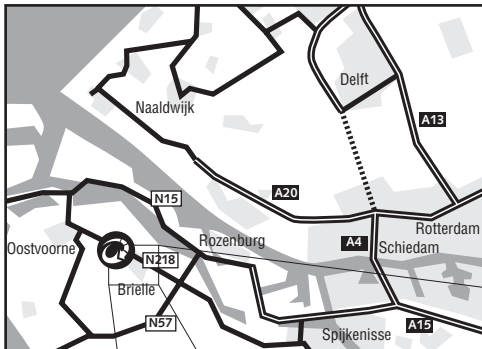 Delft
Naaldwijk
A13
A20
N15
Rotterdam
Oostvoorne
Rozenburg
A4
Schiedam
N218
Brielle
N57
Spijkenisse
A15